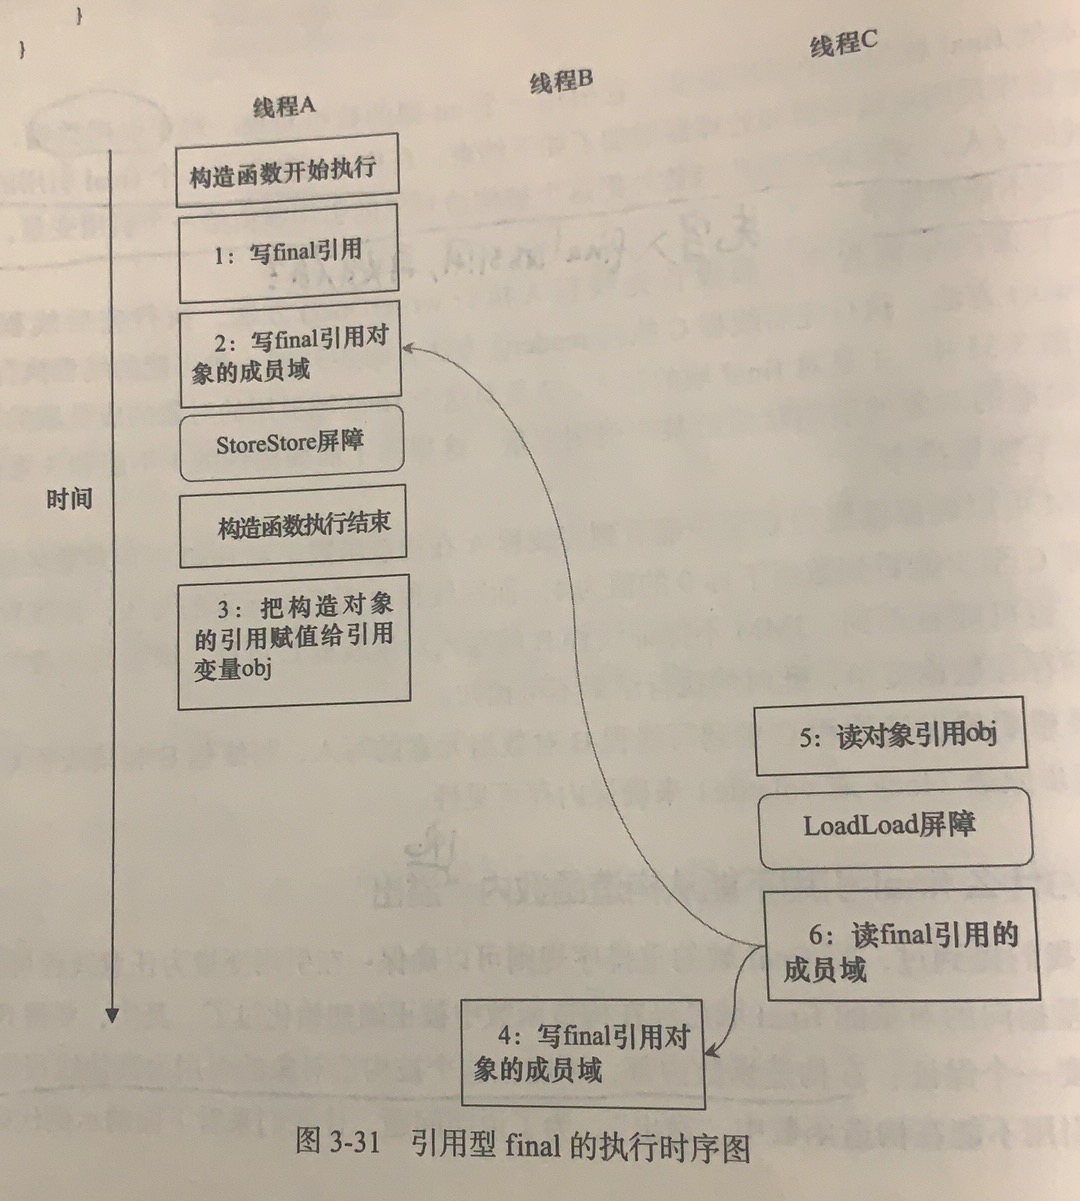 }
}
线程A
线程B
线程C
时间
构造函数开始执行
1：写final引用
2：写final引用对
象的成员域
StoreStore屏障
构造函数执行结束
3：把构造对象
的引用赋值给引用
变量obj
5：读对象引用obj
LoadLoad屏障
6：读final引用的
成员域
4：写final引用对
象的成员域
图 3-31 引用型 final 的执行时序图